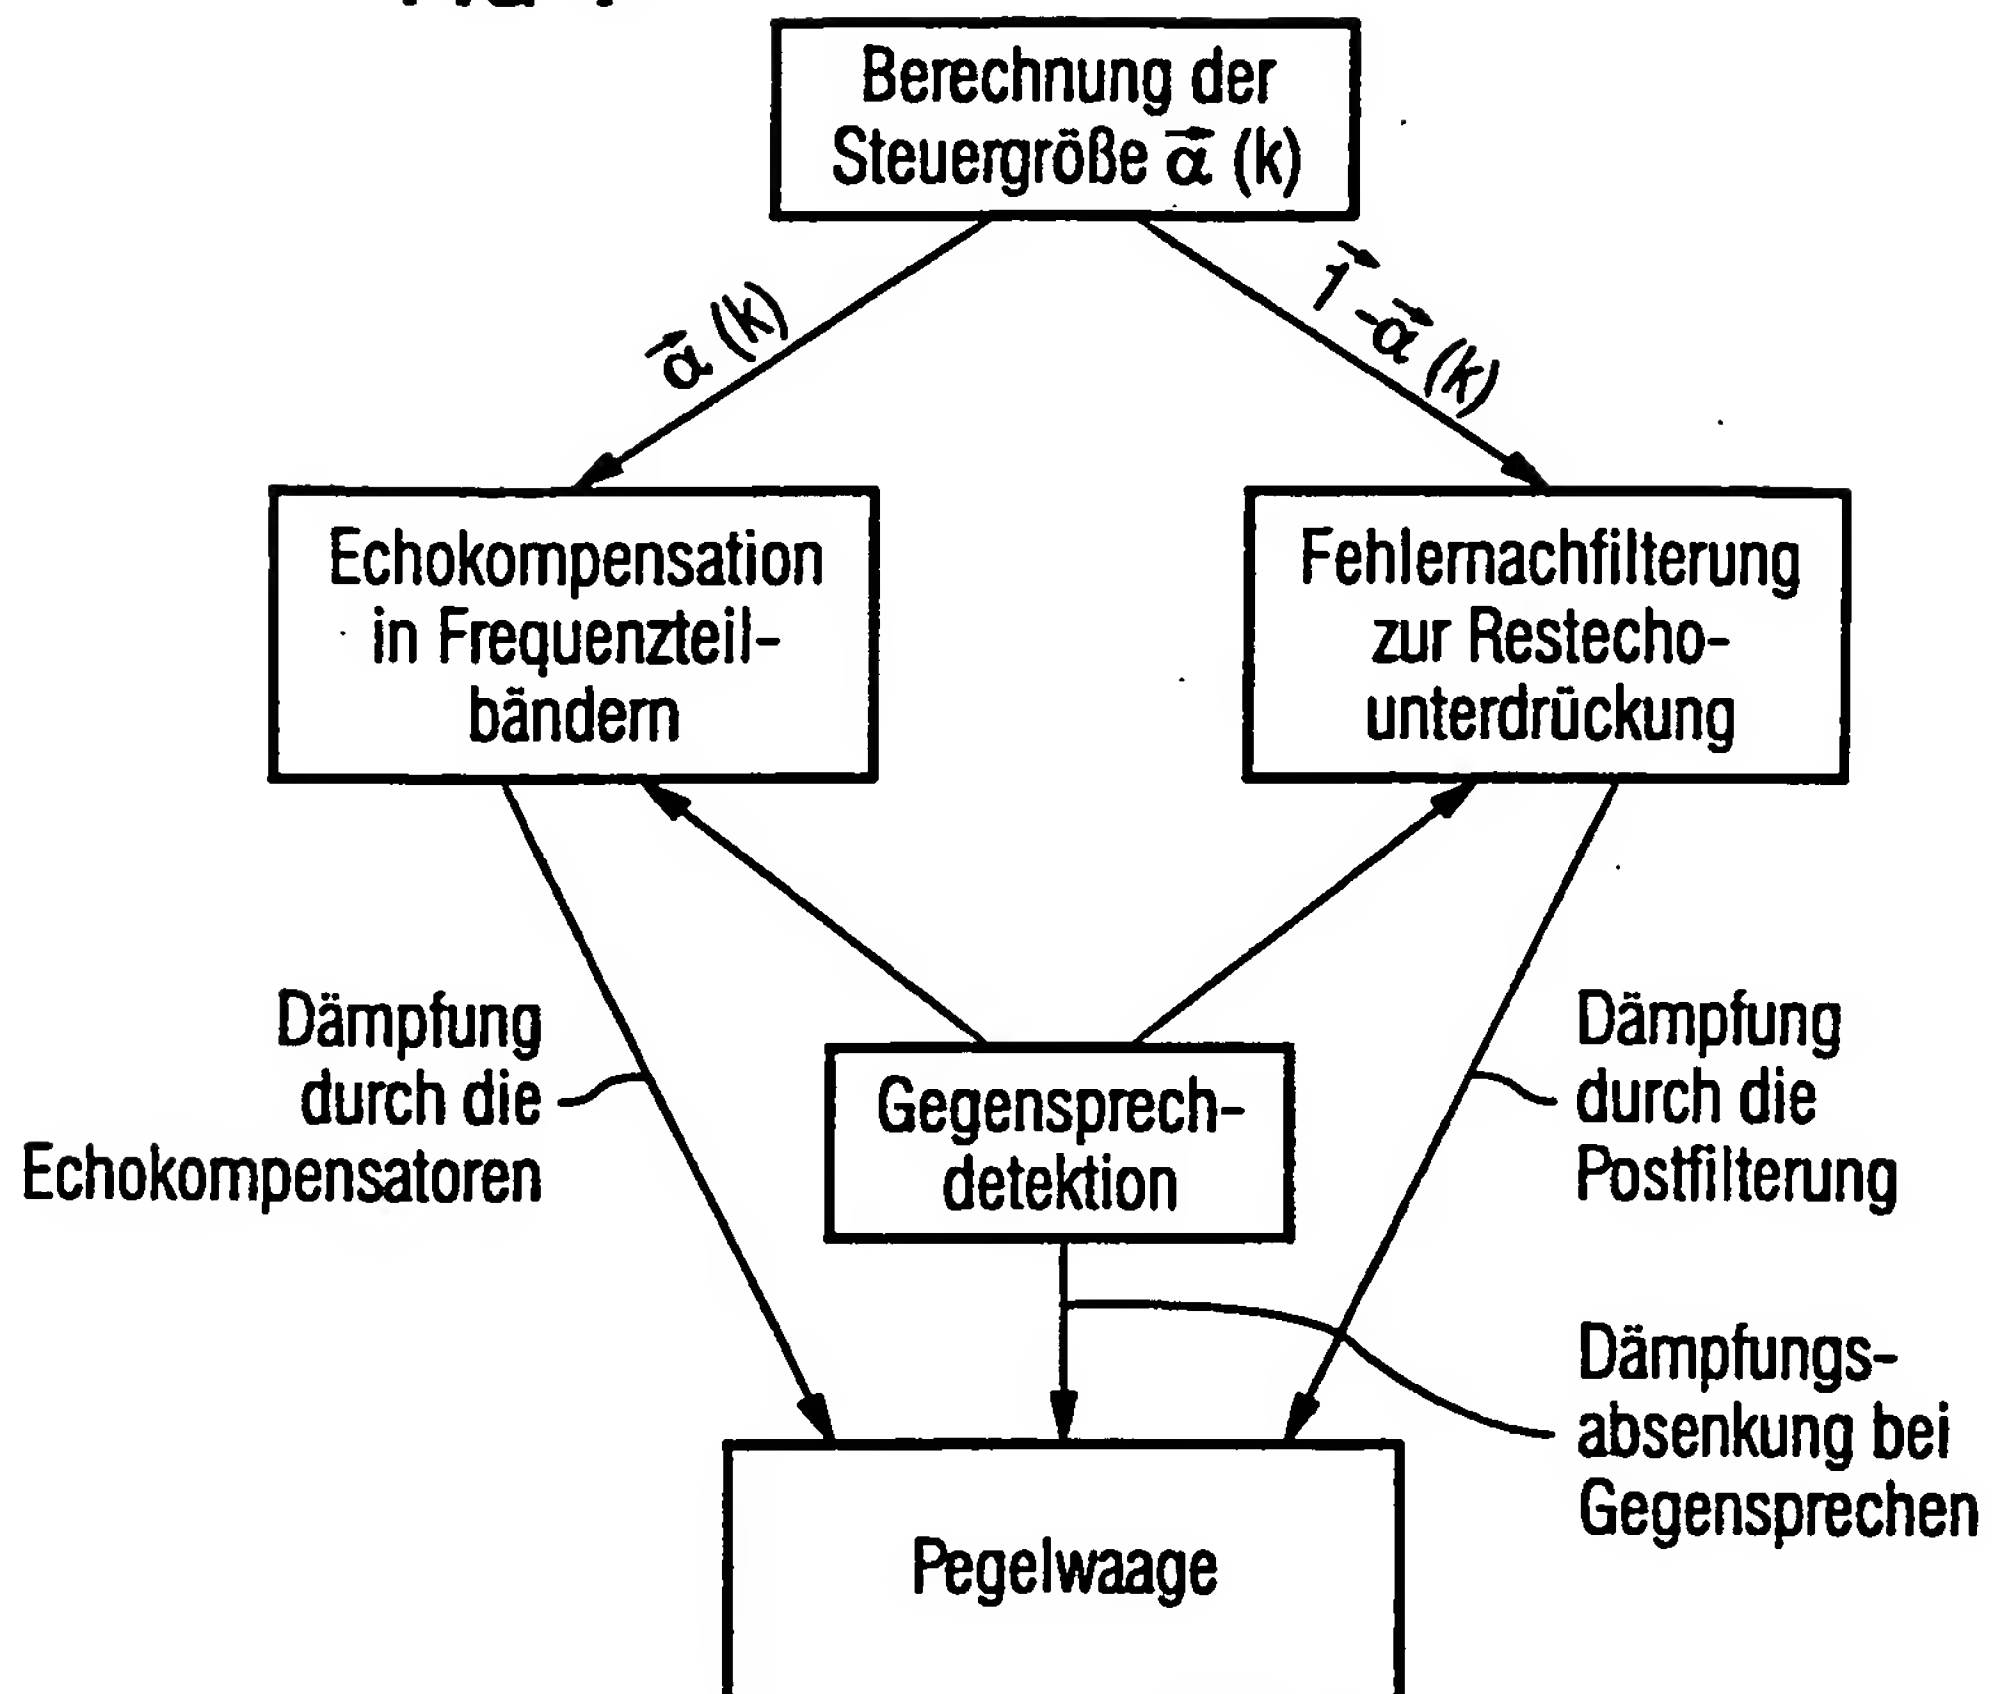 Berechnung der
Steuergröße α⃗ (k)
α⃗ (k)
1⃗ -α⃗ (k)
Echokompensation
in Frequenzteil-
bändern
Fehlernachfilterung
zur Restecho-
unterdrückung
Dämpfung
durch die
Echokompensatoren
Gegensprech-
detektion
Dämpfung
durch die
Postfilterung
Dämpfungs-
absenkung bei
Gegensprechen
Pegelwaage